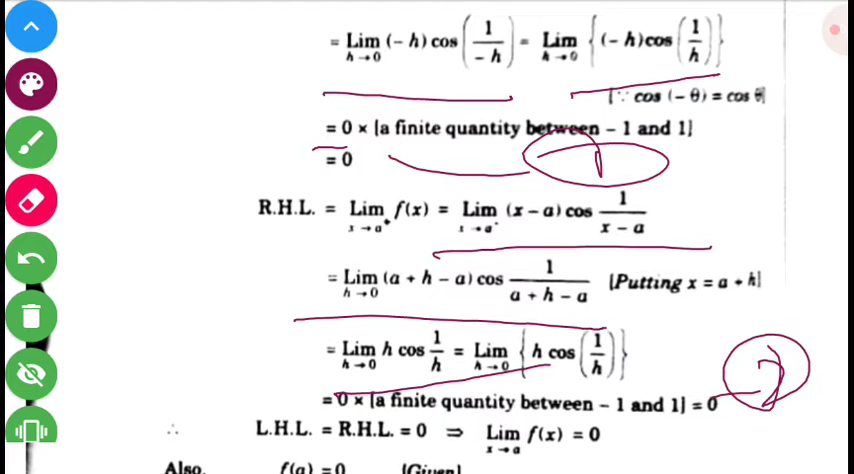 = Lim h→0 (– h) cos (1/– h) = Lim h→0 {(– h) cos (1/h)}
[∵ cos (– θ) = cos θ]
= 0 × [a finite quantity between – 1 and 1]
= 0
1
R.H.L. = Lim x→a⁺ f(x) = Lim x→a (x – a) cos 1/(x – a)
= Lim h→0 (a + h – a) cos 1/(a + h – a) [Putting x = a + h]
= Lim h→0 h cos 1/h = Lim h→0 {h cos (1/h)}
= 0 × [a finite quantity between – 1 and 1] = 0
2
∴ L.H.L. = R.H.L. = 0 ⇒ Lim x→a f(x) = 0
Also, f(a) = 0 [Given]